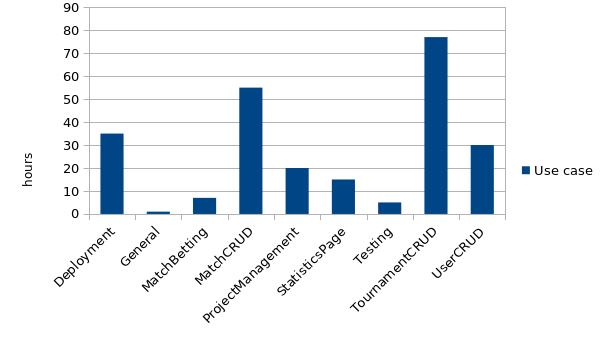 90
80
70
60
50
40
30
20
10
0
hours
Deployment
General
MatchBetting
MatchCRUD
ProjectManagement
StatisticsPage
Testing
TournamentCRUD
UserCRUD
Use case